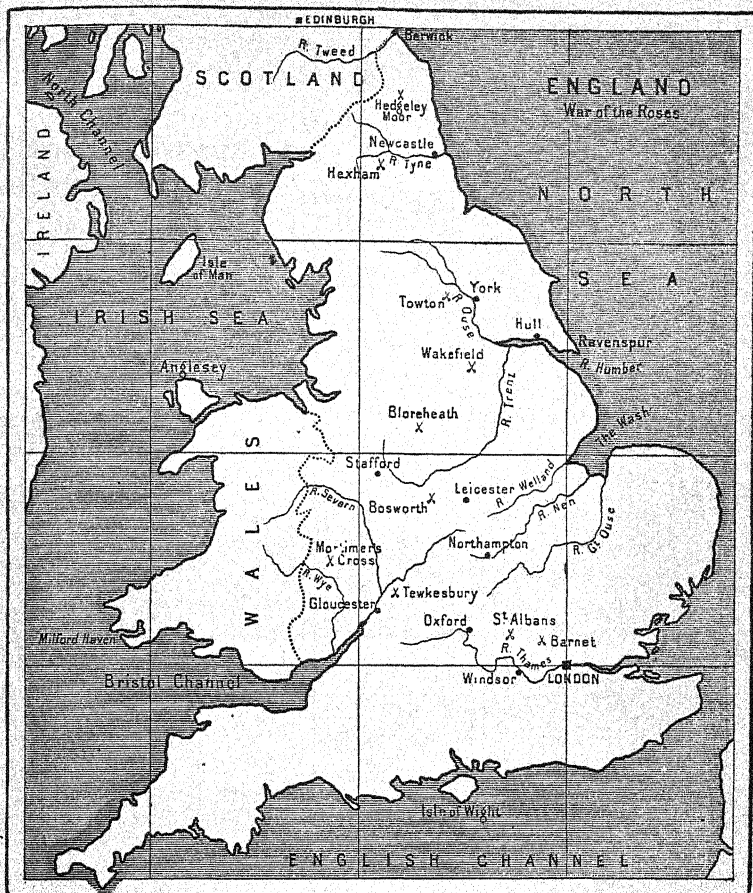 EDINBURGH
Berwick
R. Tweed
SCOTLAND
ENGLAND
War of the Roses
North Channel
Hedgeley
Moor
Newcastle
R. Tyne
Hexham
IRELAND
NORTH
SEA
Isle
of Man
York
Towton
R. Ouse
IRISH SEA
Hull
Ravenspur
R. Humber
Wakefield
Anglesey
R. Trent
Bloreheath
The Wash
WALES
Stafford
R. Severn
Bosworth
Leicester
R. Welland
R. Nen
R. Gt. Ouse
Mortimer's
Cross
Northampton
R. Wye
Tewkesbury
Gloucester
Oxford
St. Albans
Barnet
Milford Haven
R. Thames
Bristol Channel
Windsor
LONDON
Isle of Wight
ENGLISH CHANNEL